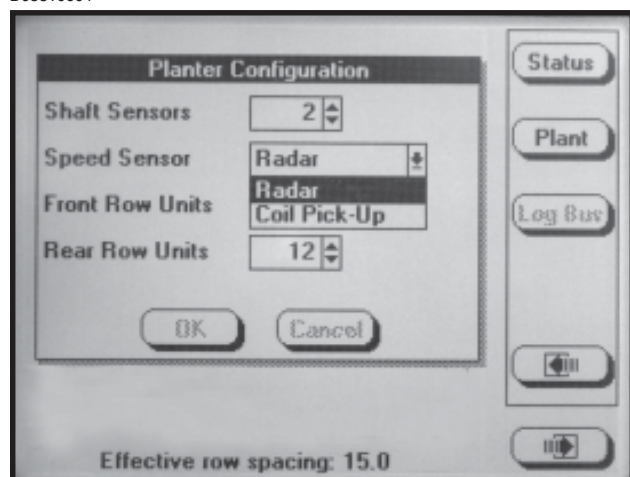 Planter Configuration
Shaft Sensors 2
Speed Sensor Radar
Radar
Front Row Units
Coil Pick-Up
Rear Row Units 12
OK Cancel
Effective row spacing: 15.0
Status
Plant
Log Bus